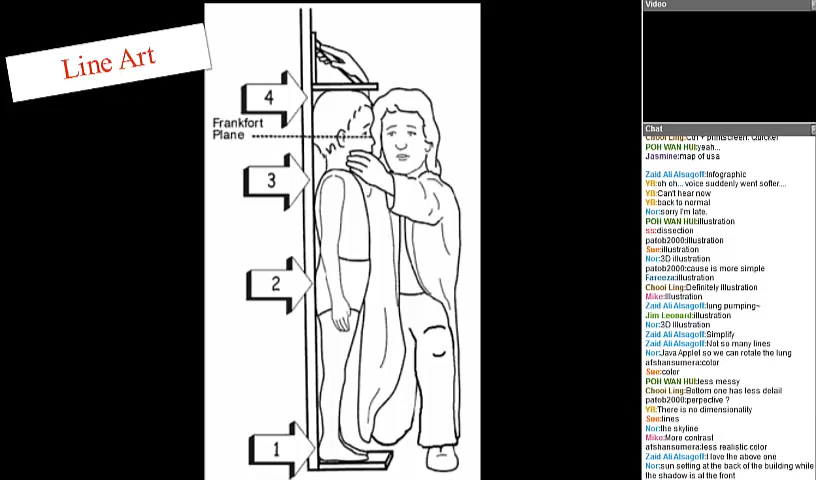 Line Art
4
Frankfort
Plane
3
2
1
Video
Chat
Chooi Ling:Ctrl + printscreen. Quicker
POH WAN HUI:yeah...
Jasmine:map of usa
Zaid Ali Alsagoff:Infographic
YB:oh oh... voice suddenly went softer....
YB:Can't hear now
YB:back to normal
Nor:sorry I'm late.
POH WAN HUI:illustration
ss:dissection
patob2000:illustration
Sue:illustration
Nor:3D illustration
patob2000:cause is more simple
Fareeza:illustration
Chooi Ling:Definitely illustration
Mike:Illustration
Zaid Ali Alsagoff:lung pumping~
Jim Leonard:illustration
Nor:3D Illustration
Zaid Ali Alsagoff:Simplify
Zaid Ali Alsagoff:Not so many lines
Nor:Java Applet so we can rotate the lung
afshansumera:color
Sue:color
POH WAN HUI:less messy
Chooi Ling:Bottom one has less detail
patob2000:perpective ?
YB:There is no dimensionality
Sue:lines
Nor:the skyline
Mike:More contrast
afshansumera:less realistic color
Zaid Ali Alsagoff:I love the above one
Nor:sun setting at the back of the building while
the shadow is at the front